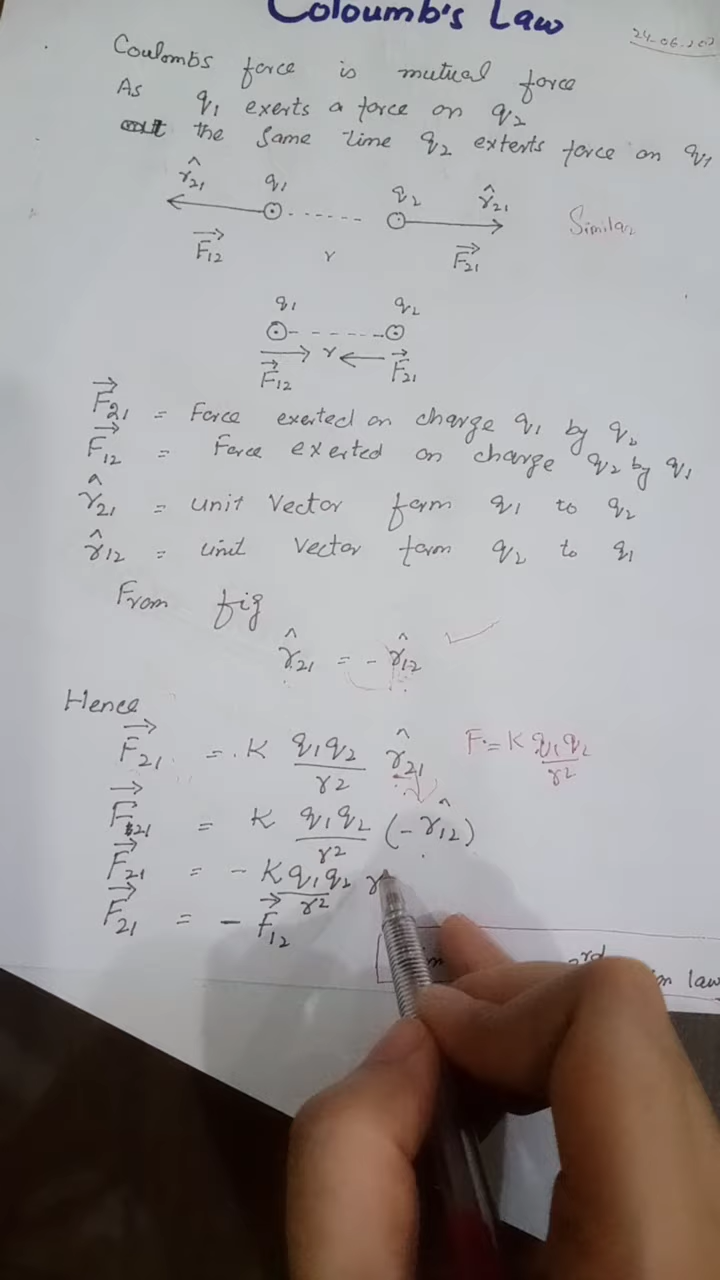 Coloumb's Law
24-06-202
Coulombs force is mutual force
As q₁ exerts a force on q₂
the same time q₂ exterts force on q₁
r̂₂₁ q₁ q₂ r̂₂₁ Similar
F⃗₁₂ r F⃗₂₁
q₁ q₂
F⃗₁₂ r F⃗₂₁
F⃗₂₁ = Force exerted on charge q₁ by q₂
F⃗₁₂ = Force exerted on charge q₂ by q₁
r̂₂₁ = unit Vector form q₁ to q₂
r̂₁₂ = unit Vector form q₂ to q₁
From fig
r̂₂₁ = - r̂₁₂
Hence
F⃗₂₁ = K q₁q₂/r² r̂₂₁ F = K q₁q₂/r²
F⃗₂₁ = K q₁q₂/r² (-r̂₁₂)
F⃗₂₁ = - K q₁q₂/r² r
F⃗₂₁ = - F⃗₁₂
rd
law